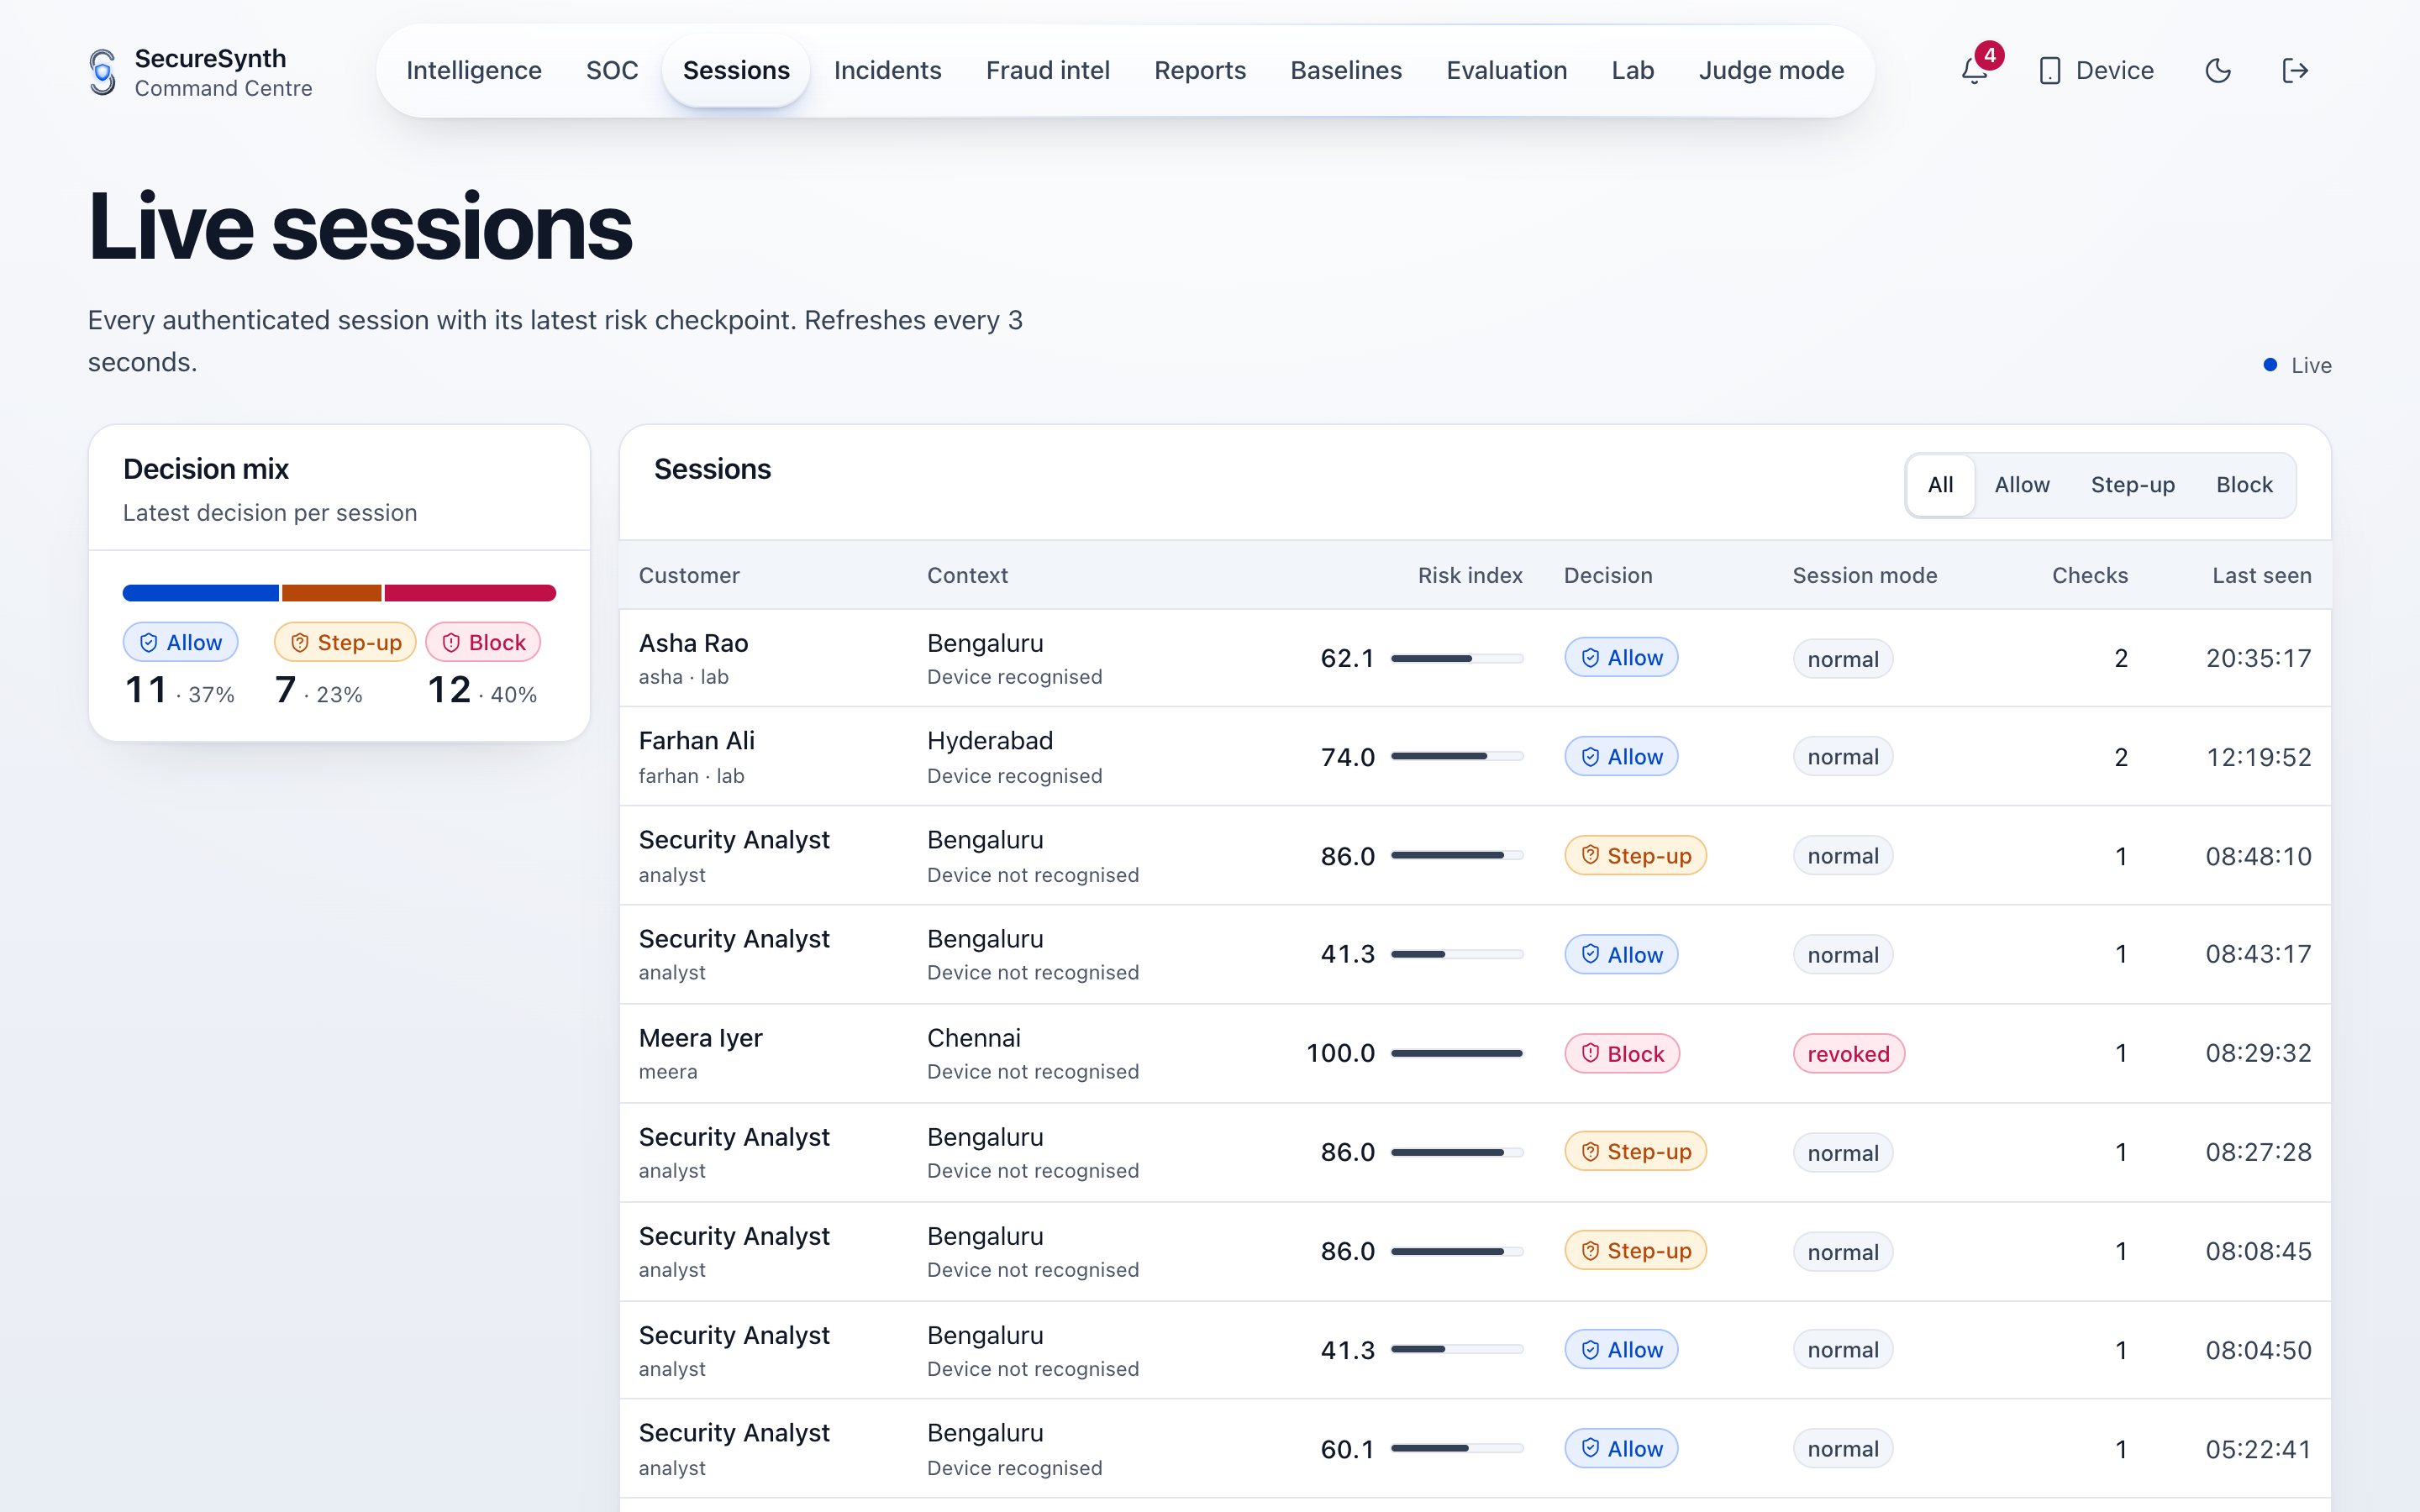 SecureSynth
Command Centre
Intelligence SOC Sessions Incidents Fraud intel Reports Baselines Evaluation Lab Judge mode
4
Device
Live sessions
Every authenticated session with its latest risk checkpoint. Refreshes every 3
seconds.
Live
Decision mix
Latest decision per session
Allow Step-up Block
11 · 37% 7 · 23% 12 · 40%
Sessions
All Allow Step-up Block
Customer Context Risk index Decision Session mode Checks Last seen
Asha Rao Bengaluru 62.1 Allow normal 2 20:35:17
asha · lab Device recognised
Farhan Ali Hyderabad 74.0 Allow normal 2 12:19:52
farhan · lab Device recognised
Security Analyst Bengaluru 86.0 Step-up normal 1 08:48:10
analyst Device not recognised
Security Analyst Bengaluru 41.3 Allow normal 1 08:43:17
analyst Device not recognised
Meera Iyer Chennai 100.0 Block revoked 1 08:29:32
meera Device not recognised
Security Analyst Bengaluru 86.0 Step-up normal 1 08:27:28
analyst Device not recognised
Security Analyst Bengaluru 86.0 Step-up normal 1 08:08:45
analyst Device not recognised
Security Analyst Bengaluru 41.3 Allow normal 1 08:04:50
analyst Device not recognised
Security Analyst Bengaluru 60.1 Allow normal 1 05:22:41
analyst Device recognised